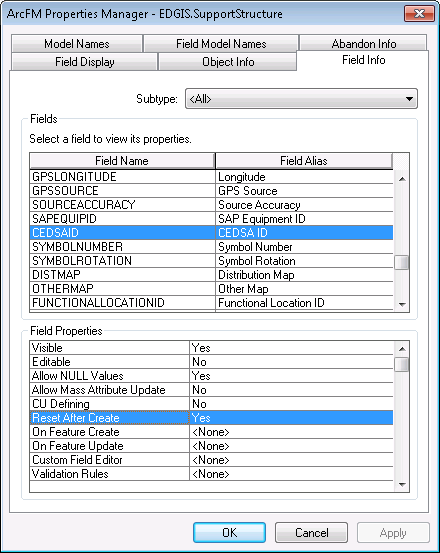 ArcFM Properties Manager - EDGIS.SupportStructure
Model Names Field Model Names Abandon Info
Field Display Object Info Field Info
Subtype: <All>
Fields
Select a field to view its properties.
Field Name Field Alias
GPSLONGITUDE Longitude
GPSSOURCE GPS Source
SOURCEACCURACY Source Accuracy
SAPEQUIPID SAP Equipment ID
CEDSAID CEDSA ID
SYMBOLNUMBER Symbol Number
SYMBOLROTATION Symbol Rotation
DISTMAP Distribution Map
OTHERMAP Other Map
FUNCTIONALLOCATIONID Functional Location ID
Field Properties
Visible Yes
Editable No
Allow NULL Values Yes
Allow Mass Attribute Update No
CU Defining No
Reset After Create Yes
On Feature Create <None>
On Feature Update <None>
Custom Field Editor <None>
Validation Rules <None>
OK Cancel Apply